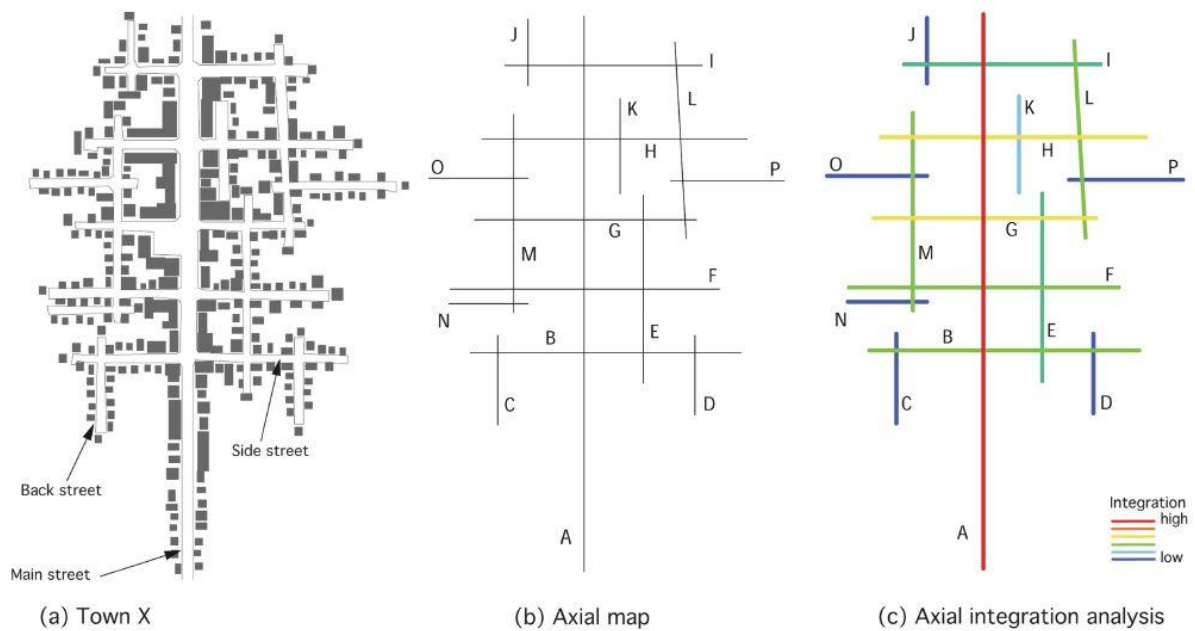 Back street
Side street
Main street
(a) Town X
J
I
K
L
H
O
P
G
M
F
N
B
E
C
D
A
(b) Axial map
J
I
K
L
H
O
P
G
M
F
N
B
E
C
D
A
Integration
high
low
(c) Axial integration analysis